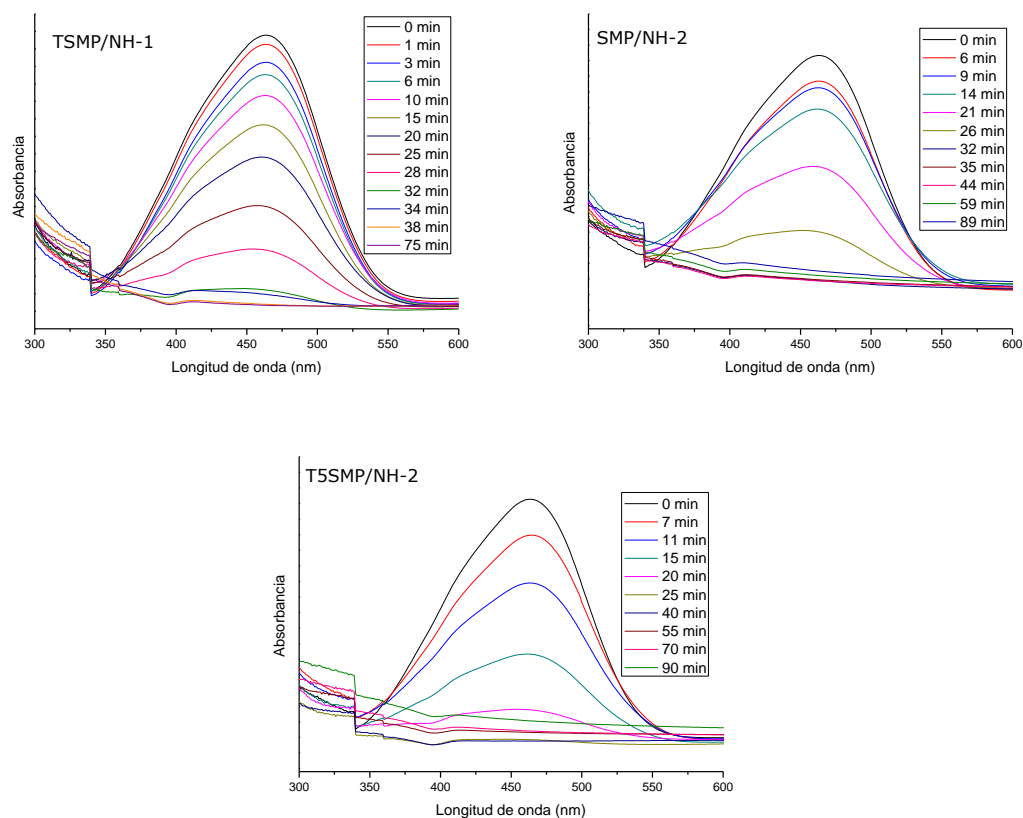 TSMP/NH-1
0 min
1 min
3 min
6 min
10 min
15 min
20 min
25 min
28 min
32 min
34 min
38 min
75 min
Absorbancia
300 350 400 450 500 550 600
Longitud de onda (nm)
SMP/NH-2
0 min
6 min
9 min
14 min
21 min
26 min
32 min
35 min
44 min
59 min
89 min
Absorbancia
300 350 400 450 500 550 600
Longitud de onda (nm)
T5SMP/NH-2
0 min
7 min
11 min
15 min
20 min
25 min
40 min
55 min
70 min
90 min
Absorbancia
300 350 400 450 500 550 600
Longitud de onda (nm)